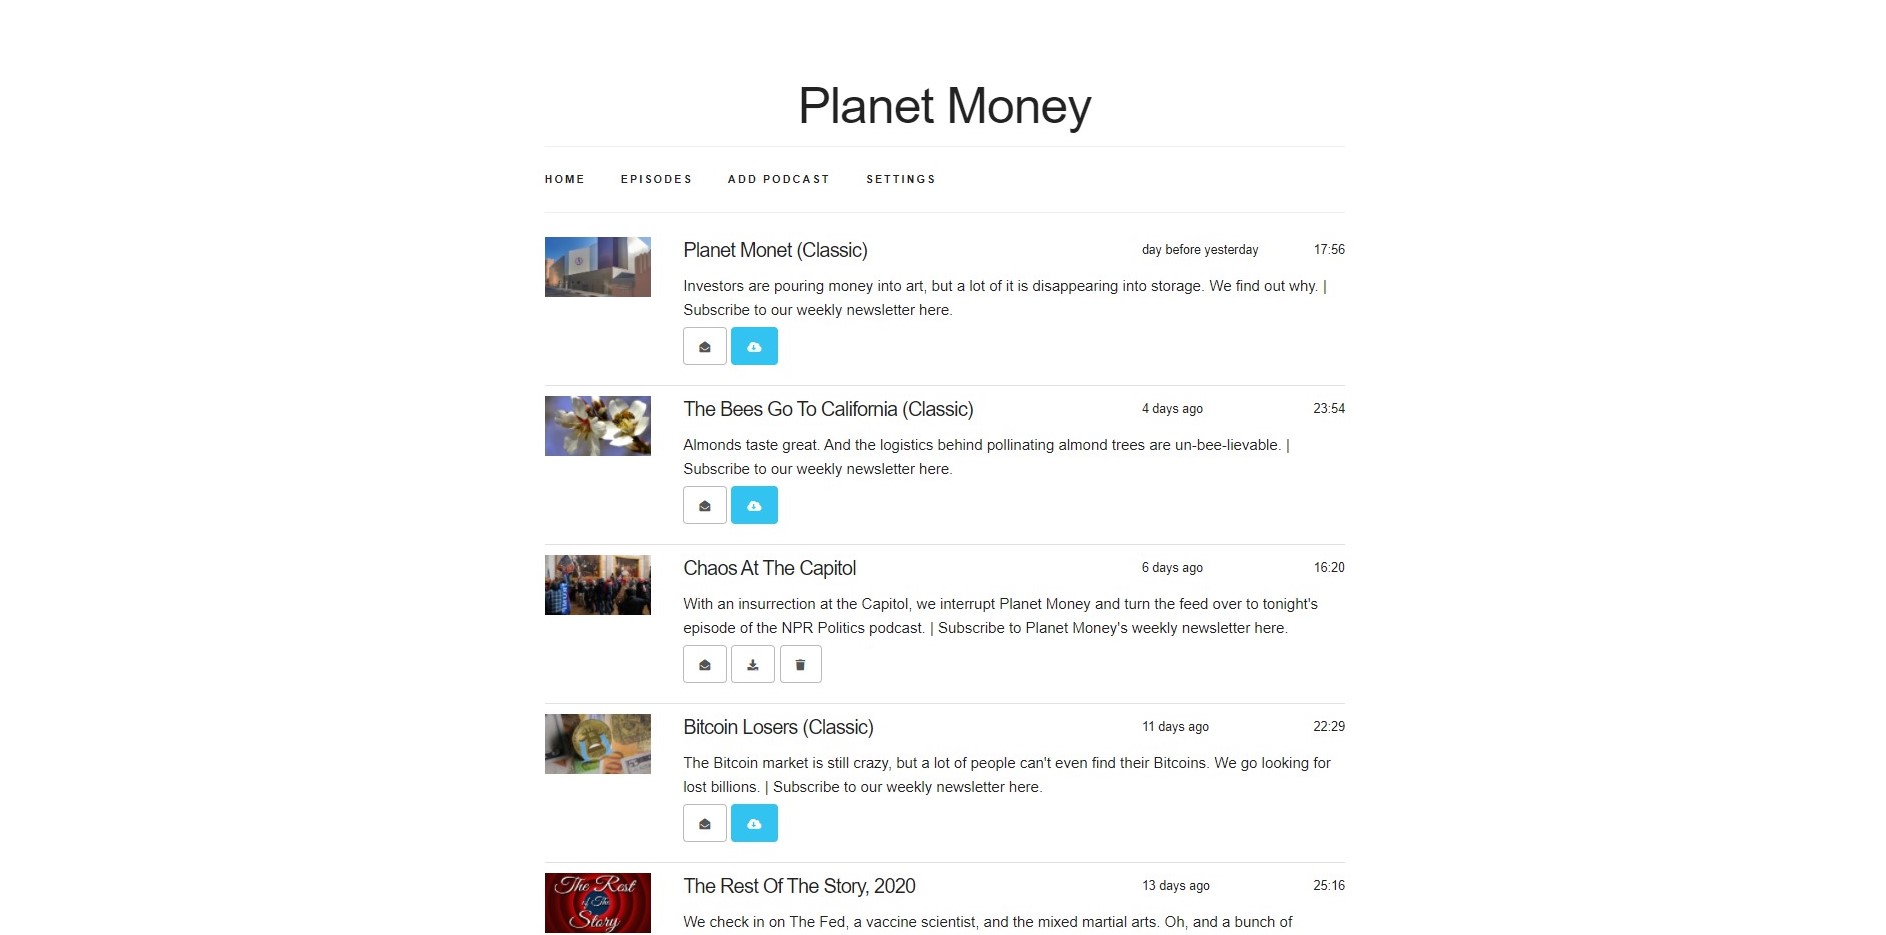 Planet Money
HOME EPISODES ADD PODCAST SETTINGS
Planet Monet (Classic) day before yesterday 17:56
Investors are pouring money into art, but a lot of it is disappearing into storage. We find out why. |
Subscribe to our weekly newsletter here.
The Bees Go To California (Classic) 4 days ago 23:54
Almonds taste great. And the logistics behind pollinating almond trees are un-bee-lievable. |
Subscribe to our weekly newsletter here.
Chaos At The Capitol 6 days ago 16:20
With an insurrection at the Capitol, we interrupt Planet Money and turn the feed over to tonight's
episode of the NPR Politics podcast. | Subscribe to Planet Money's weekly newsletter here.
Bitcoin Losers (Classic) 11 days ago 22:29
The Bitcoin market is still crazy, but a lot of people can't even find their Bitcoins. We go looking for
lost billions. | Subscribe to our weekly newsletter here.
The Rest
of The
Story
The Rest Of The Story, 2020 13 days ago 25:16
We check in on The Fed, a vaccine scientist, and the mixed martial arts. Oh, and a bunch of